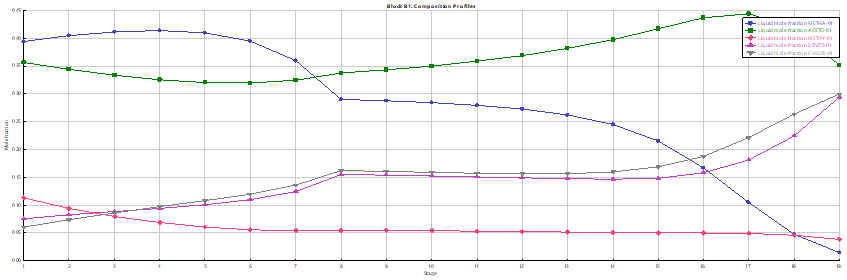 Block B1: Composition Profiles
Liquid mole fraction METHA-01
Liquid mole fraction ACETO-01
Liquid mole fraction METHY-01
Liquid mole fraction BENZE-01
Liquid mole fraction CHLOR-01
0.45
0.40
0.35
0.30
0.25
0.20
0.15
0.10
0.05
0.00
Mole fraction
1 2 3 4 5 6 7 8 9 10 11 12 13 14 15 16 17 18 19
Stage